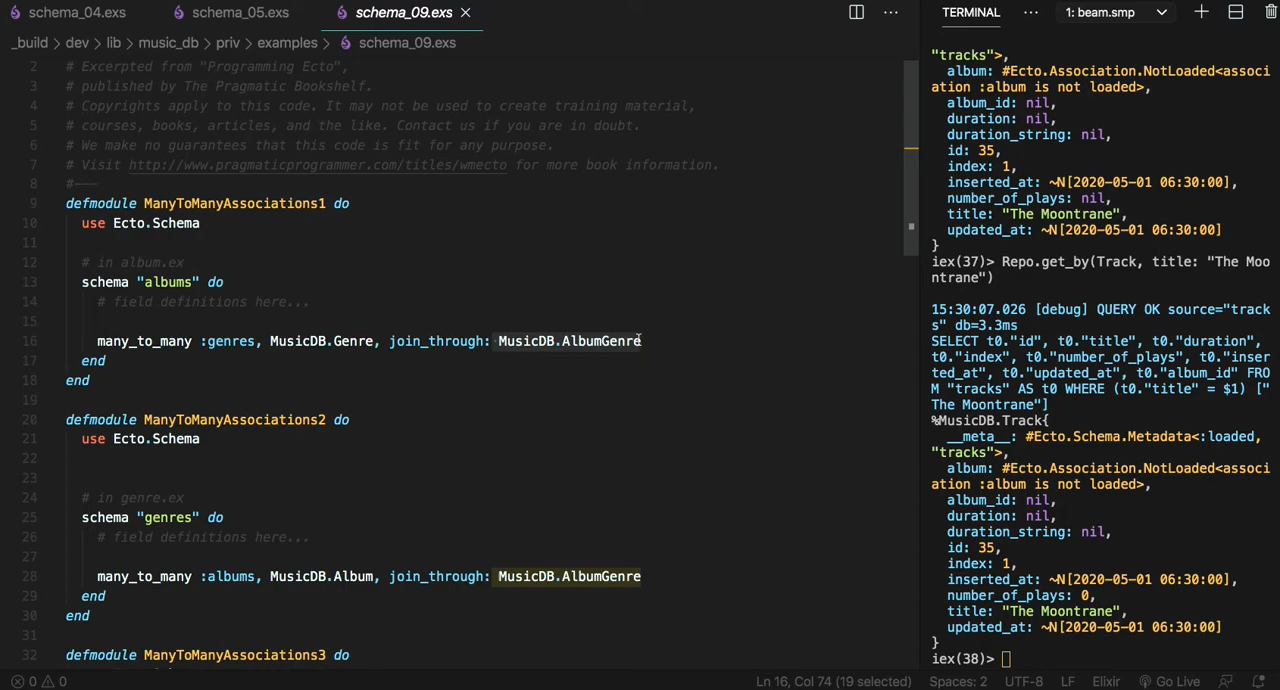 schema_04.exs schema_05.exs schema_09.exs
_build > dev > lib > music_db > priv > examples > schema_09.exs
2 # Excerpted from "Programming Ecto",
3 # published by The Pragmatic Bookshelf.
4 # Copyrights apply to this code. It may not be used to create training material,
5 # courses, books, articles, and the like. Contact us if you are in doubt.
6 # We make no guarantees that this code is fit for any purpose.
7 # Visit http://www.pragmaticprogrammer.com/titles/wmecto for more book information.
8 #---
9 defmodule ManyToManyAssociations1 do
10 use Ecto.Schema
11
12 # in album.ex
13 schema "albums" do
14 # field definitions here...
15
16 many_to_many :genres, MusicDB.Genre, join_through: MusicDB.AlbumGenre
17 end
18 end
19
20 defmodule ManyToManyAssociations2 do
21 use Ecto.Schema
22
23
24 # in genre.ex
25 schema "genres" do
26 # field definitions here...
27
28 many_to_many :albums, MusicDB.Album, join_through: MusicDB.AlbumGenre
29 end
30 end
31
32 defmodule ManyToManyAssociations3 do
TERMINAL 1: beam.smp
"tracks">,
album: #Ecto.Association.NotLoaded<associ
ation :album is not loaded>,
album_id: nil,
duration: nil,
duration_string: nil,
id: 35,
index: 1,
inserted_at: ~N[2020-05-01 06:30:00],
number_of_plays: nil,
title: "The Moontrane",
updated_at: ~N[2020-05-01 06:30:00]
}
iex(37)> Repo.get_by(Track, title: "The Moo
ntrane")
15:30:07.026 [debug] QUERY OK source="track
s" db=3.3ms
SELECT t0."id", t0."title", t0."duration",
t0."index", t0."number_of_plays", t0."inser
ted_at", t0."updated_at", t0."album_id" FRO
M "tracks" AS t0 WHERE (t0."title" = $1) ["
The Moontrane"]
%MusicDB.Track{
__meta__: #Ecto.Schema.Metadata<:loaded,
"tracks">,
album: #Ecto.Association.NotLoaded<associ
ation :album is not loaded>,
album_id: nil,
duration: nil,
duration_string: nil,
id: 35,
index: 1,
inserted_at: ~N[2020-05-01 06:30:00],
number_of_plays: 0,
title: "The Moontrane",
updated_at: ~N[2020-05-01 06:30:00]
}
iex(38)>
0 0 Ln 16, Col 74 (19 selected) Spaces: 2 UTF-8 LF Elixir Go Live